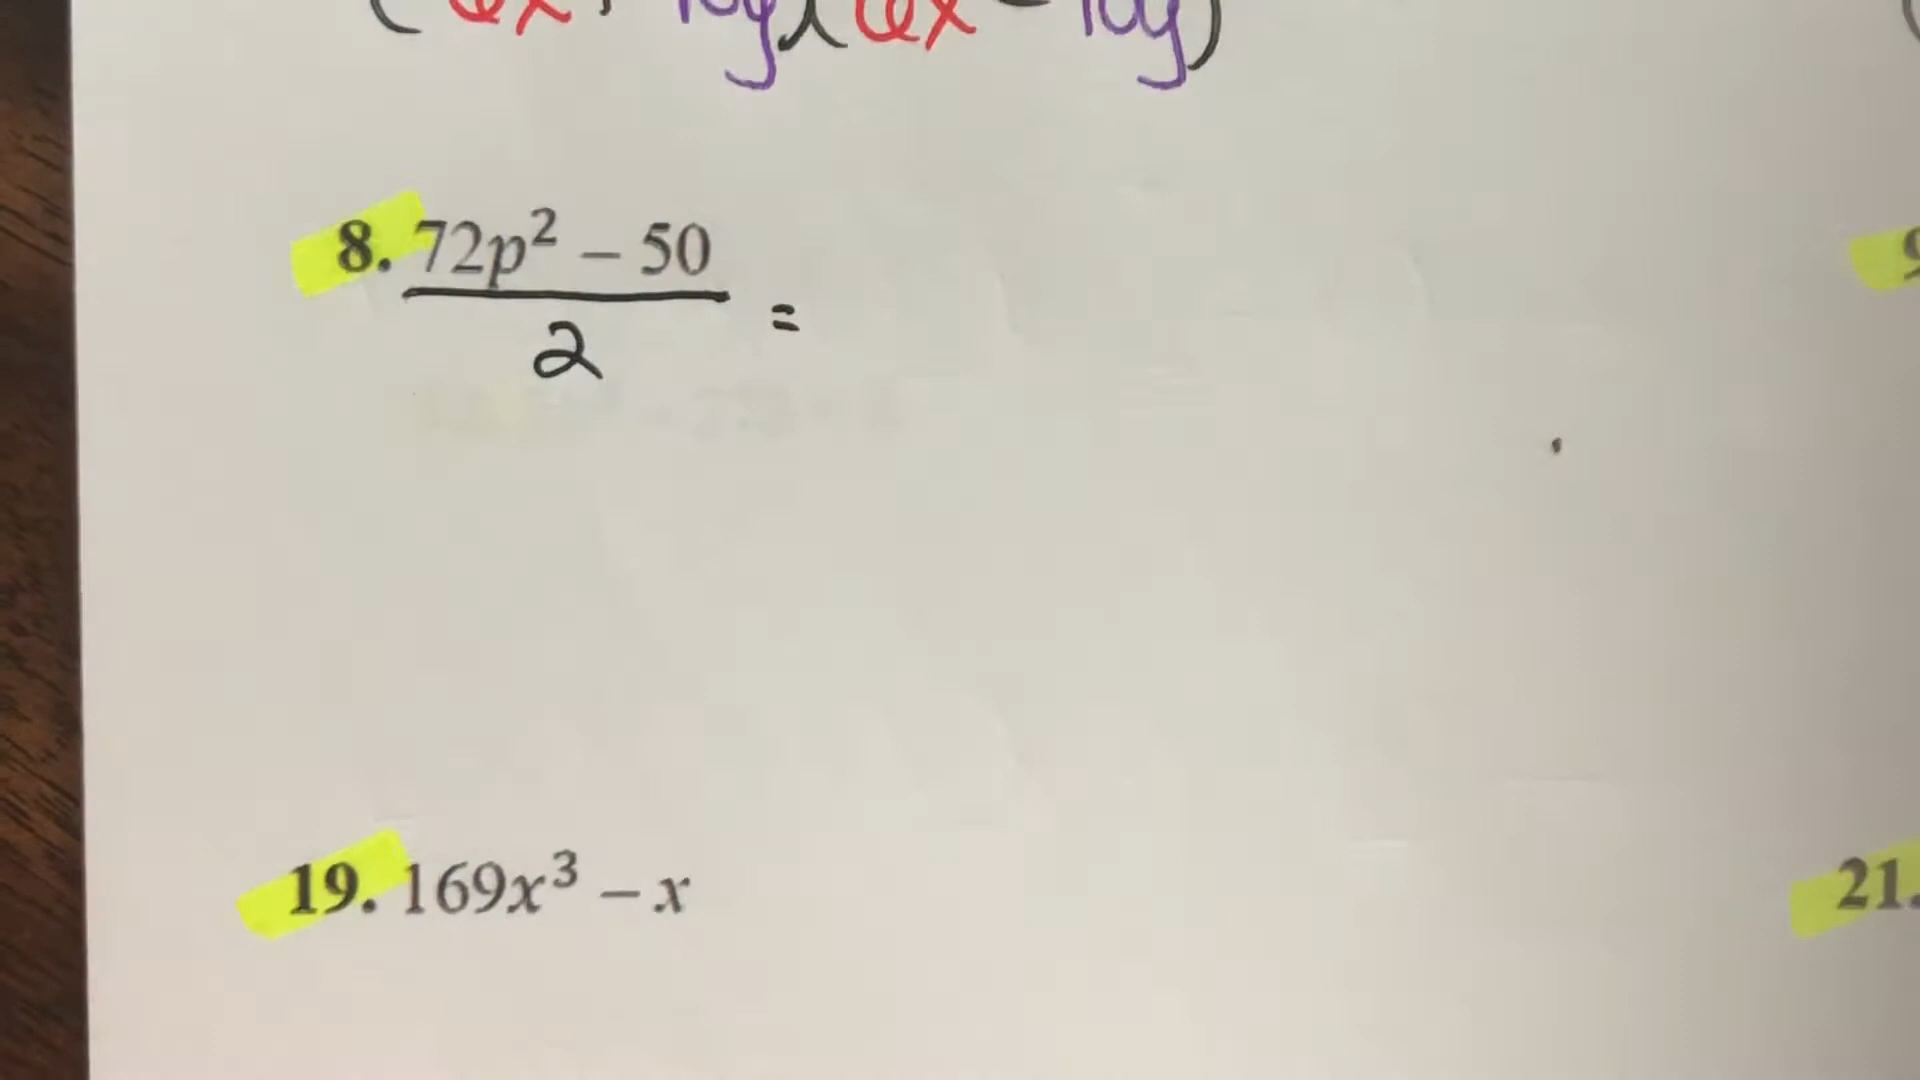 8. 72p² – 50
2 =
19. 169x³ – x
21.